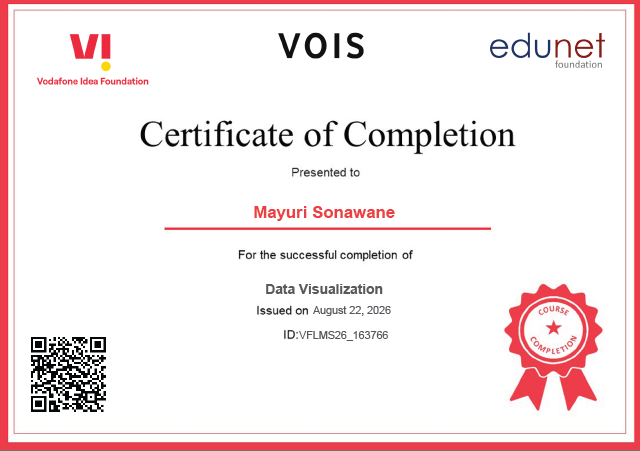 VI
Vodafone Idea Foundation
VOIS
edunet
foundation
Certificate of Completion
Presented to
Mayuri Sonawane
For the successful completion of
Data Visualization
Issued on August 22, 2026
ID:VFLMS26_163766
COURSE
COMPLETION